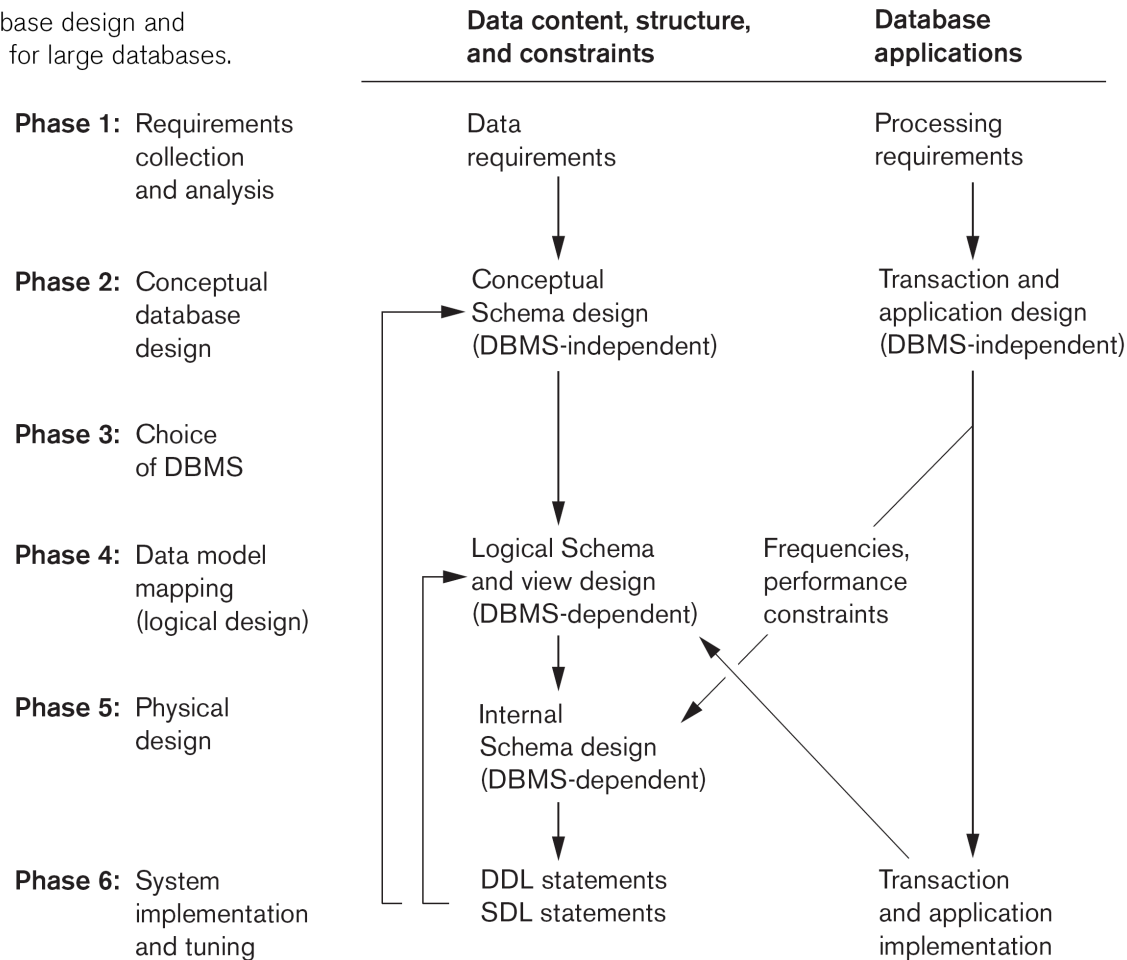 base design and
for large databases.
Data content, structure,
and constraints
Database
applications
Phase 1: Requirements
collection
and analysis
Data
requirements
Processing
requirements
Phase 2: Conceptual
database
design
Conceptual
Schema design
(DBMS-independent)
Transaction and
application design
(DBMS-independent)
Phase 3: Choice
of DBMS
Phase 4: Data model
mapping
(logical design)
Logical Schema
and view design
(DBMS-dependent)
Frequencies,
performance
constraints
Phase 5: Physical
design
Internal
Schema design
(DBMS-dependent)
Phase 6: System
implementation
and tuning
DDL statements
SDL statements
Transaction
and application
implementation